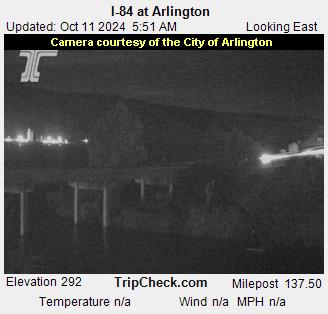 I-84 at Arlington
Updated: Oct 11 2024 5:51 AM Looking East
Camera courtesy of the City of Arlington
Elevation 292 TripCheck.com Milepost 137.50
Temperature n/a Wind n/a MPH n/a